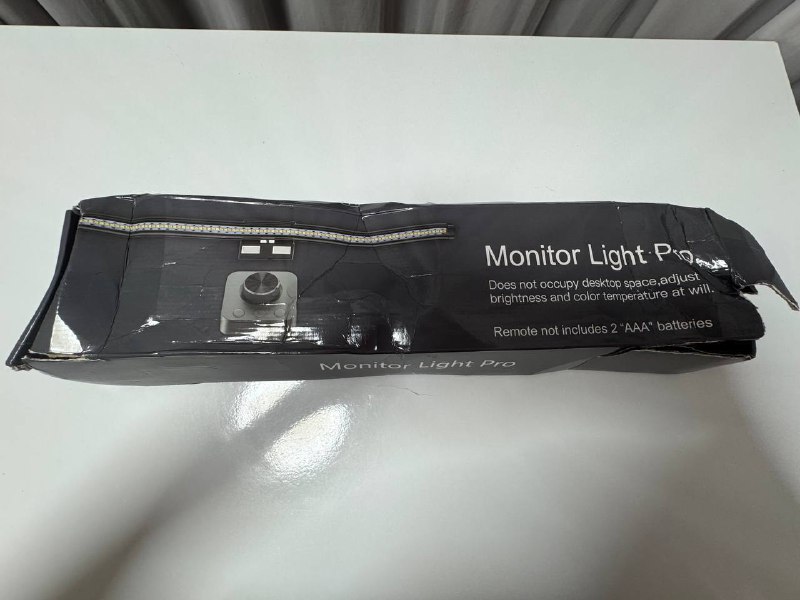 Monitor Light Pro
Does not occupy desktop space,adjust
brightness and color temperature at will.
Remote not includes 2 "AAA" batteries
Monitor Light Pro